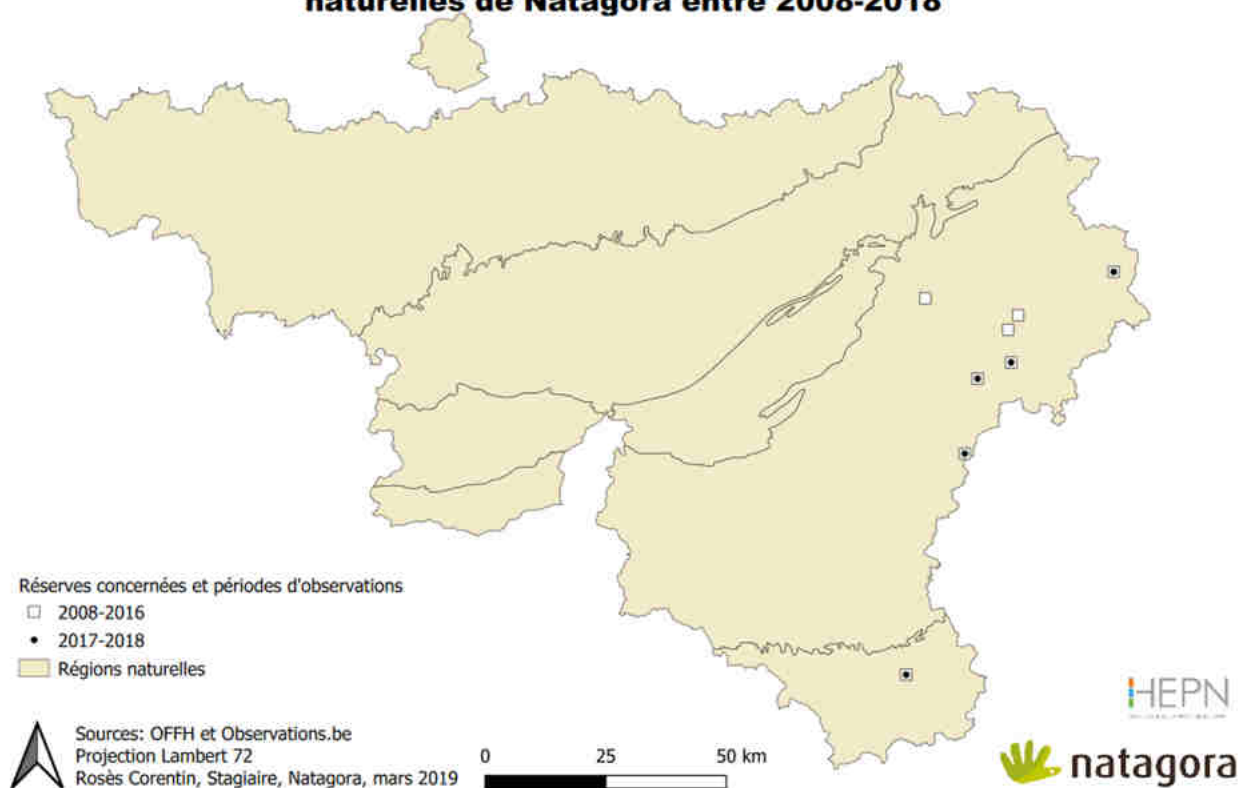 naturelles de Natagora entre 2008-2018
Réserves concernées et périodes d'observations
2008-2016
2017-2018
Régions naturelles
Sources: OFFH et Observations.be
Projection Lambert 72
Rosès Corentin, Stagiaire, Natagora, mars 2019
0 25 50 km
HEPN
natagora